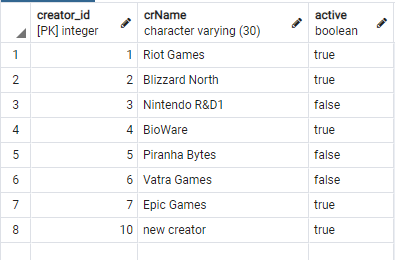 creator_id crName active
[PK] integer character varying (30) boolean
1 1 Riot Games true
2 2 Blizzard North true
3 3 Nintendo R&D1 false
4 4 BioWare true
5 5 Piranha Bytes false
6 6 Vatra Games false
7 7 Epic Games true
8 10 new creator true